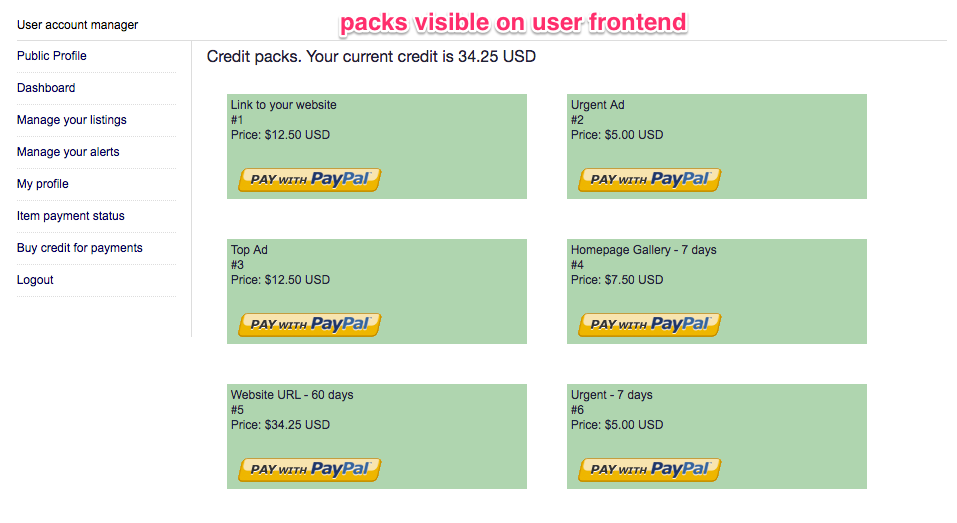 packs visible on user frontend
User account manager
Public Profile
Dashboard
Manage your listings
Manage your alerts
My profile
Item payment status
Buy credit for payments
Logout
Credit packs. Your current credit is 34.25 USD
Link to your website
#1
Price: $12.50 USD
PAY WITH PayPal
Urgent Ad
#2
Price: $5.00 USD
PAY WITH PayPal
Top Ad
#3
Price: $12.50 USD
PAY WITH PayPal
Homepage Gallery - 7 days
#4
Price: $7.50 USD
PAY WITH PayPal
Website URL - 60 days
#5
Price: $34.25 USD
PAY WITH PayPal
Urgent - 7 days
#6
Price: $5.00 USD
PAY WITH PayPal